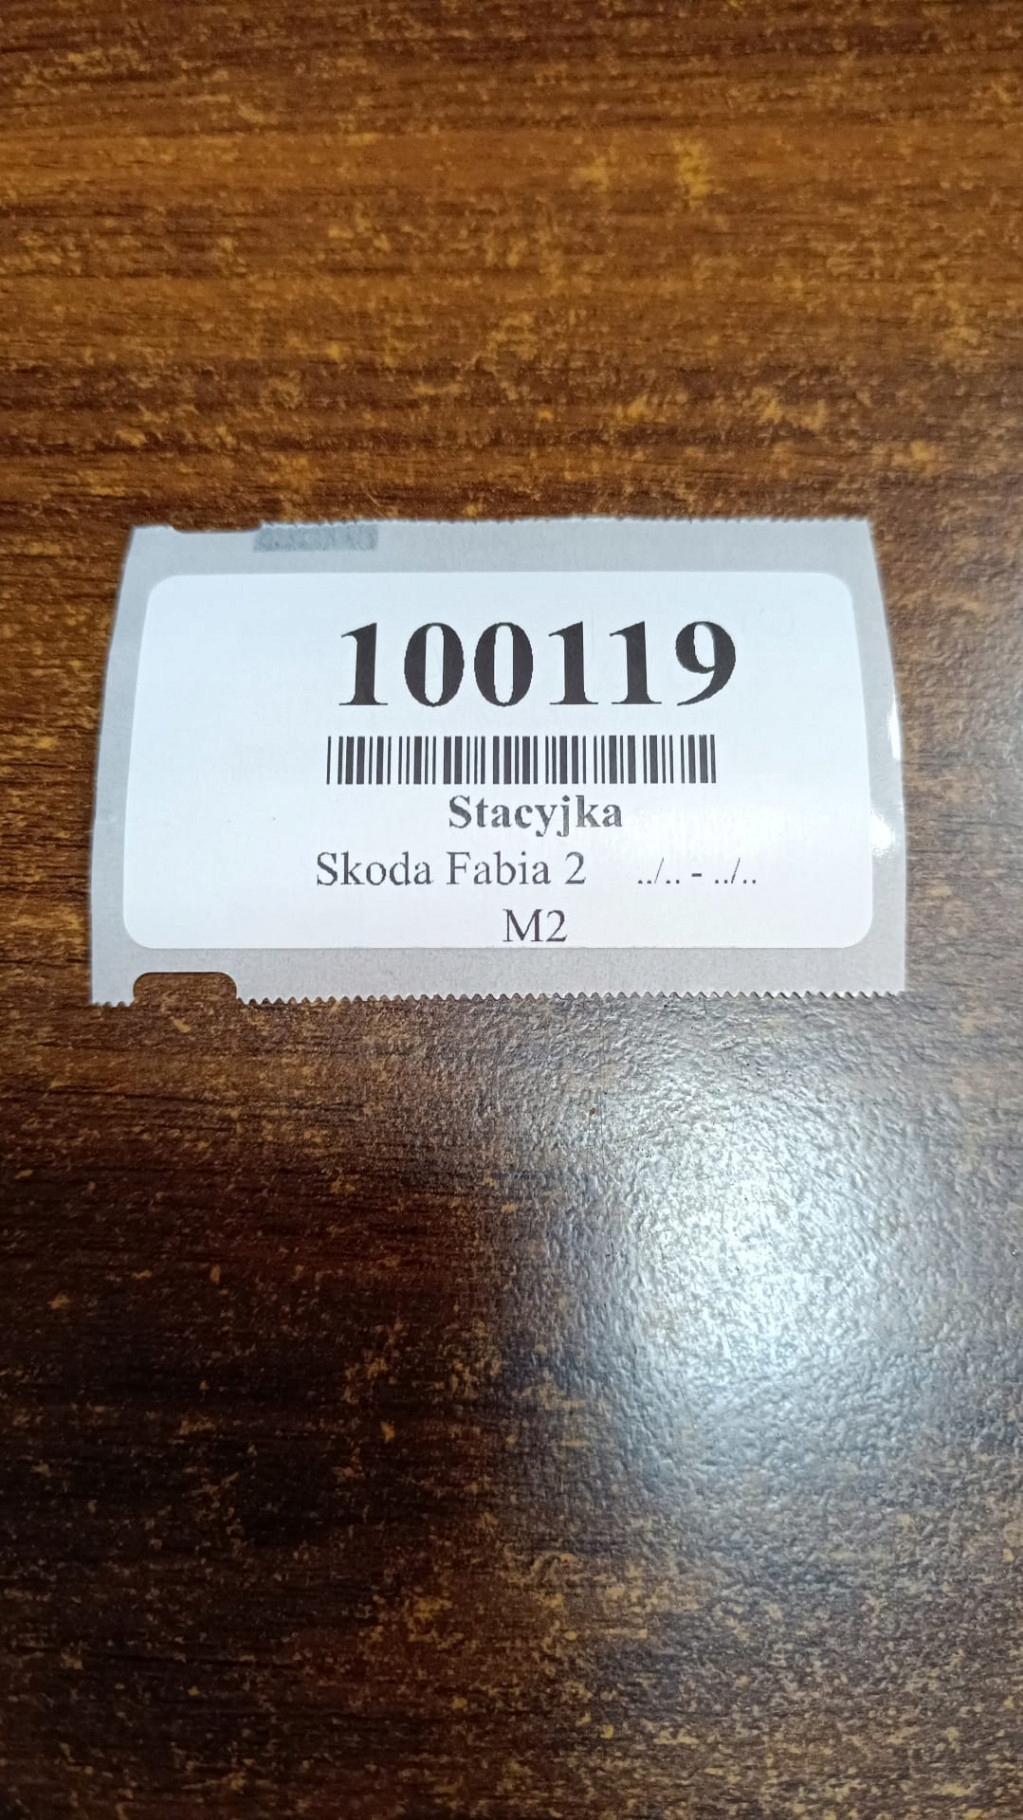 100119
Stacyjka
Skoda Fabia 2 ../.. - ../..
M2